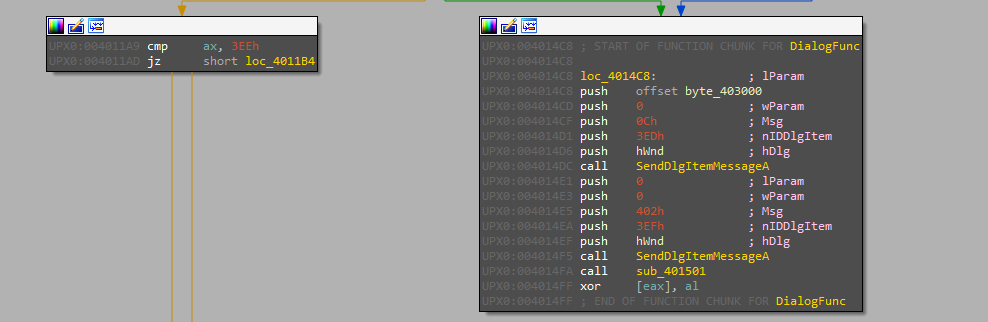 UPX0:004011A9 cmp ax, 3EEh
UPX0:004011AD jz short loc_4011B4
UPX0:004014C8 ; START OF FUNCTION CHUNK FOR DialogFunc
UPX0:004014C8
UPX0:004014C8 loc_4014C8: ; lParam
UPX0:004014C8 push offset byte_403000
UPX0:004014CD push 0 ; wParam
UPX0:004014CF push 0Ch ; Msg
UPX0:004014D1 push 3EDh ; nIDDlgItem
UPX0:004014D6 push hWnd ; hDlg
UPX0:004014DC call SendDlgItemMessageA
UPX0:004014E1 push 0 ; lParam
UPX0:004014E3 push 0 ; wParam
UPX0:004014E5 push 402h ; Msg
UPX0:004014EA push 3EFh ; nIDDlgItem
UPX0:004014EF push hWnd ; hDlg
UPX0:004014F5 call SendDlgItemMessageA
UPX0:004014FA call sub_401501
UPX0:004014FF xor [eax], al
UPX0:004014FF ; END OF FUNCTION CHUNK FOR DialogFunc